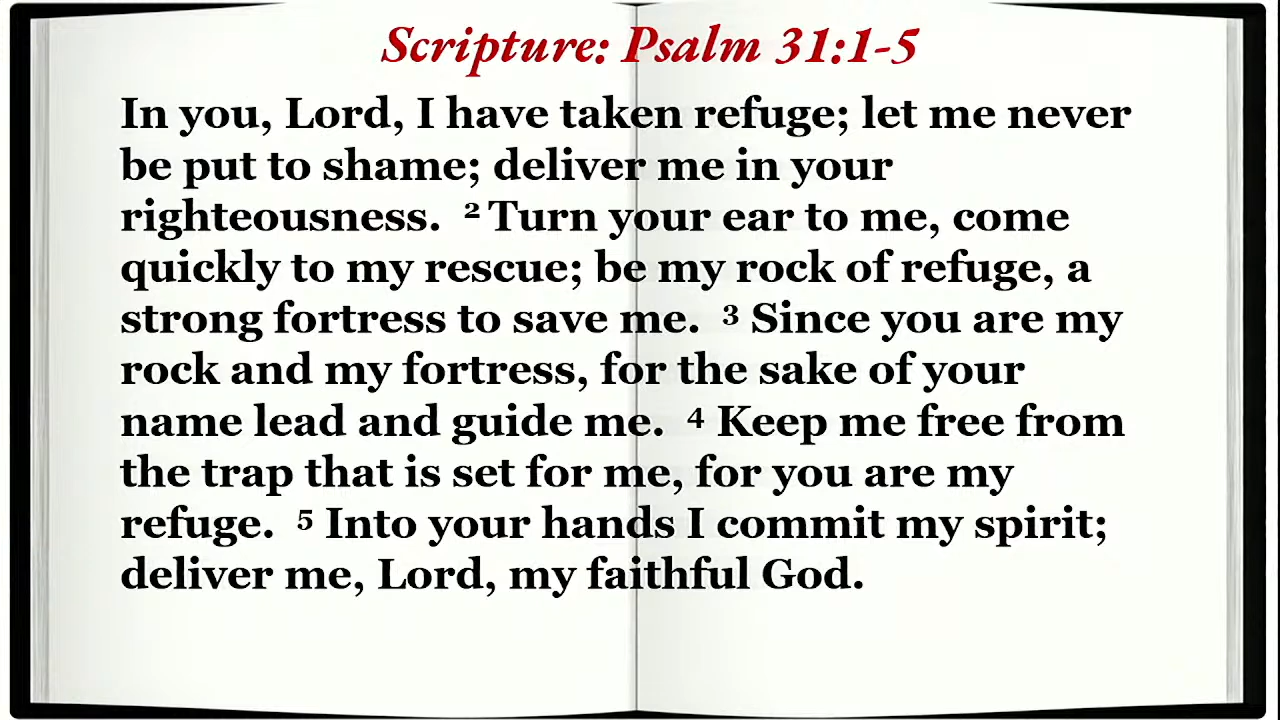 Scripture: Psalm 31:1-5
In you, Lord, I have taken refuge; let me never
be put to shame; deliver me in your
righteousness. ² Turn your ear to me, come
quickly to my rescue; be my rock of refuge, a
strong fortress to save me. ³ Since you are my
rock and my fortress, for the sake of your
name lead and guide me. ⁴ Keep me free from
the trap that is set for me, for you are my
refuge. ⁵ Into your hands I commit my spirit;
deliver me, Lord, my faithful God.